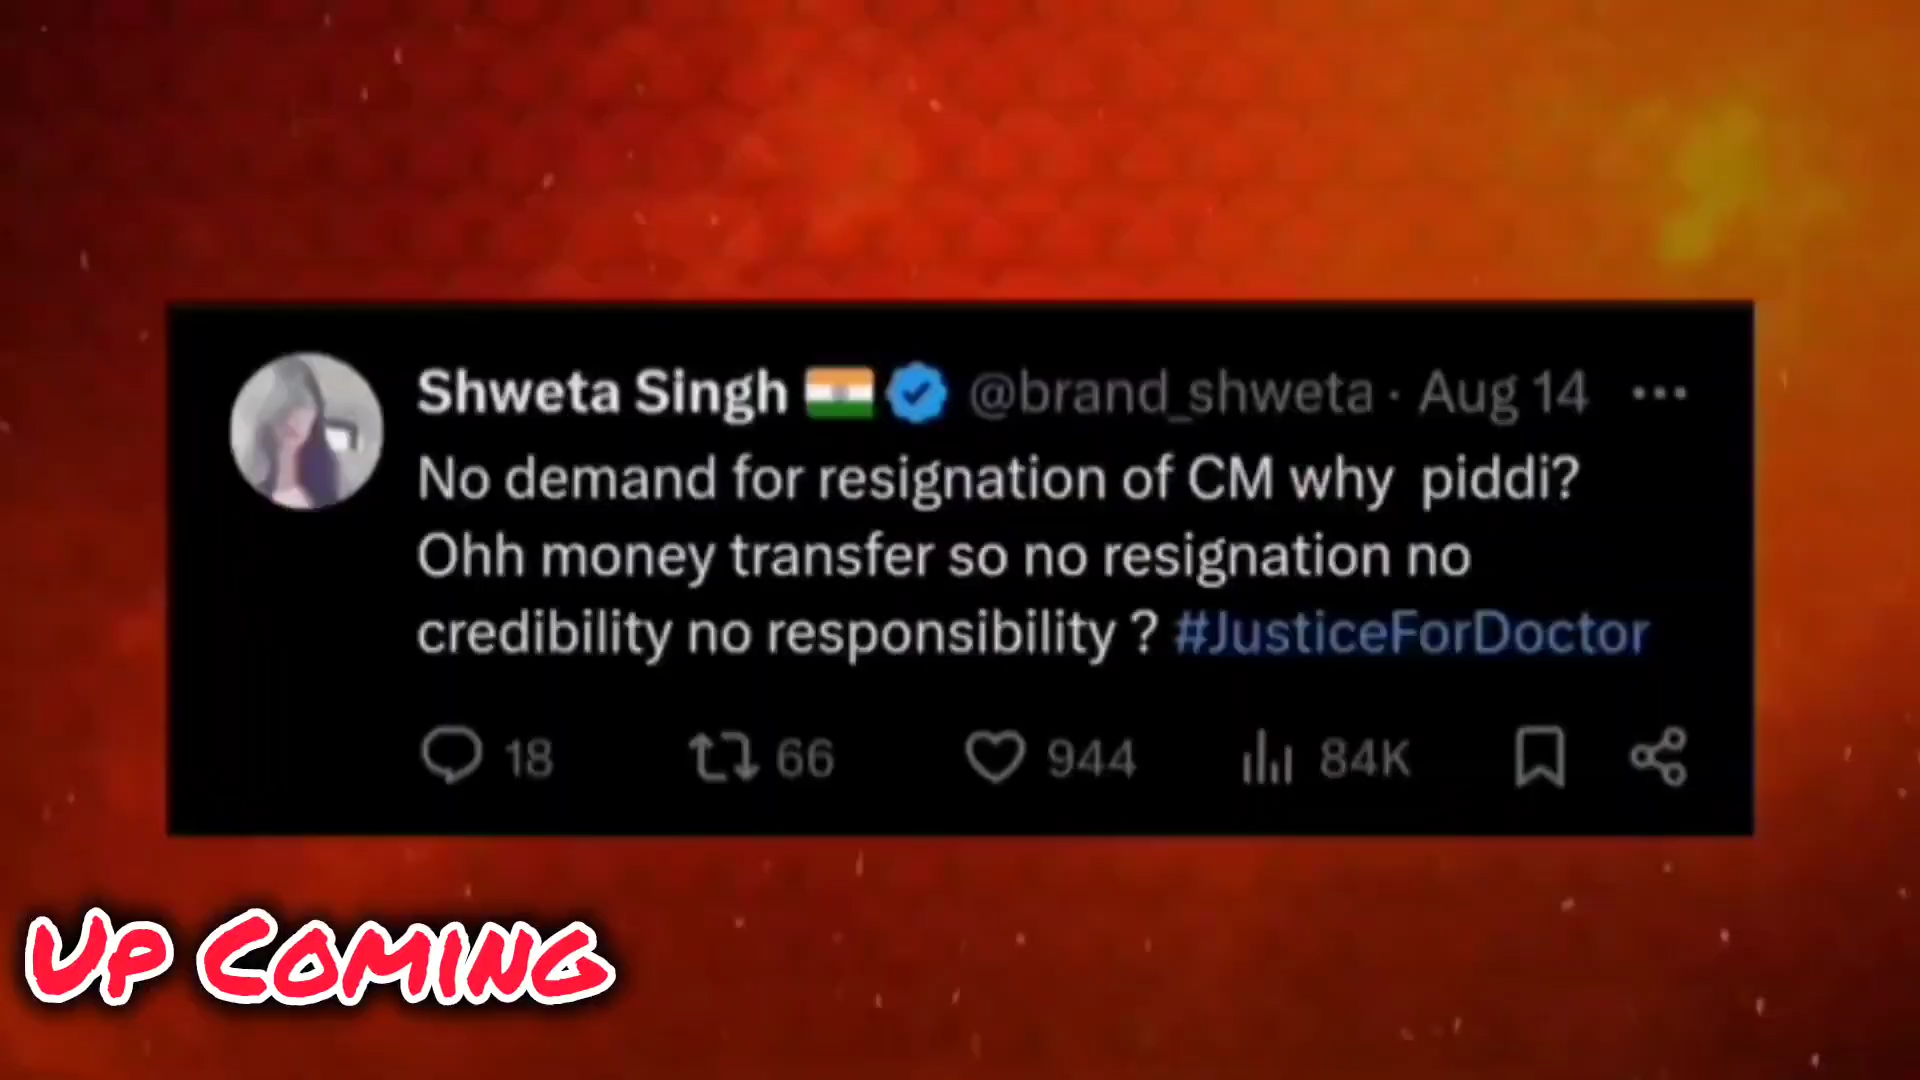 Shweta Singh 🇮🇳 @brand_shweta · Aug 14 ...
No demand for resignation of CM why piddi?
Ohh money transfer so no resignation no
credibility no responsibility ? #JusticeForDoctor
18 66 944 84K
Up Coming